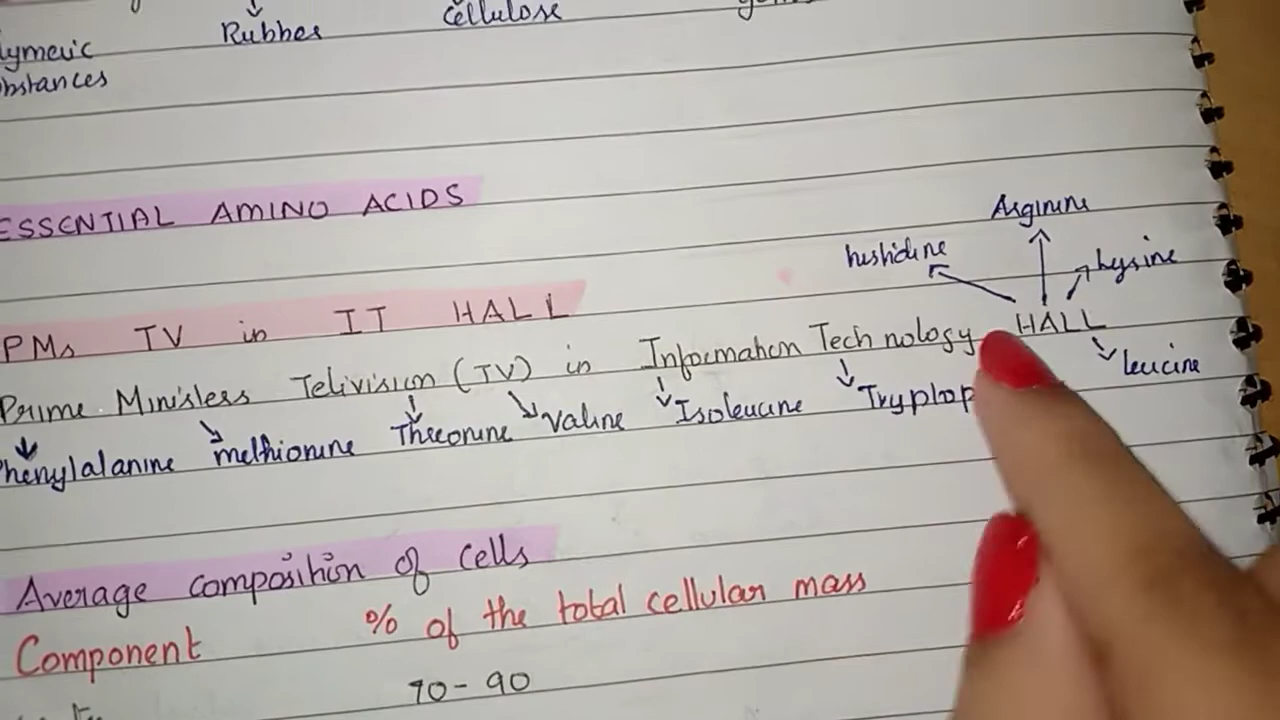 Rubber cellulose
lymeric
bstances
ESSENTIAL AMINO ACIDS
Arginine
histidine
lysine
PMs TV in IT HALL
Prime Ministers Television (TV) in Information Technology HALL
leucine
Phenylalanine methionine Threonine valine Isoleucine Tryptop
Average composition of cells
Component % of the total cellular mass
70-90